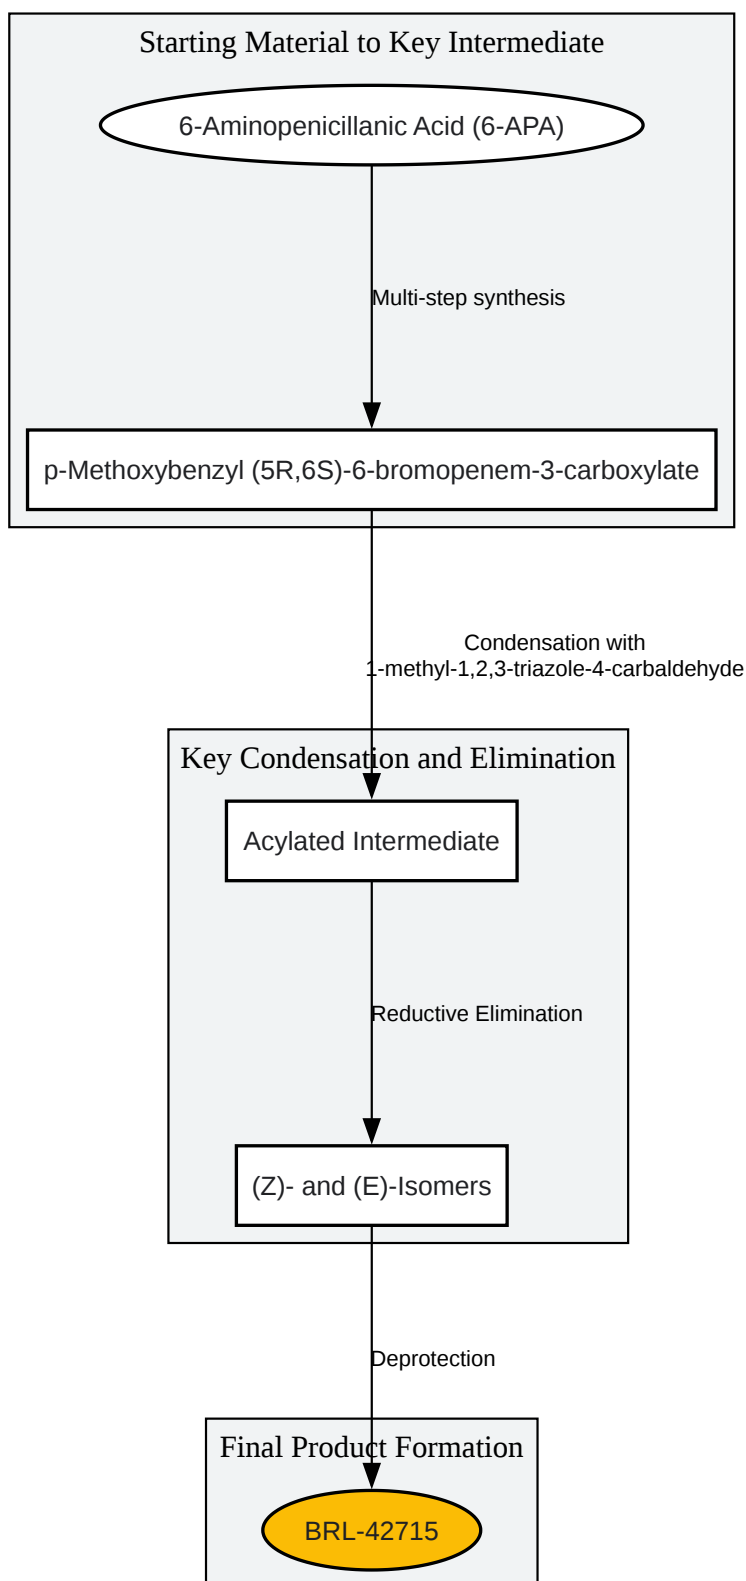 Starting Material to Key Intermediate
6-Aminopenicillanic Acid (6-APA)
Multi-step synthesis
p-Methoxybenzyl (5R,6S)-6-bromopenem-3-carboxylate
Condensation with
1-methyl-1,2,3-triazole-4-carbaldehyde
Key Condensation and Elimination
Acylated Intermediate
Reductive Elimination
(Z)- and (E)-Isomers
Deprotection
Final Product Formation
BRL-42715